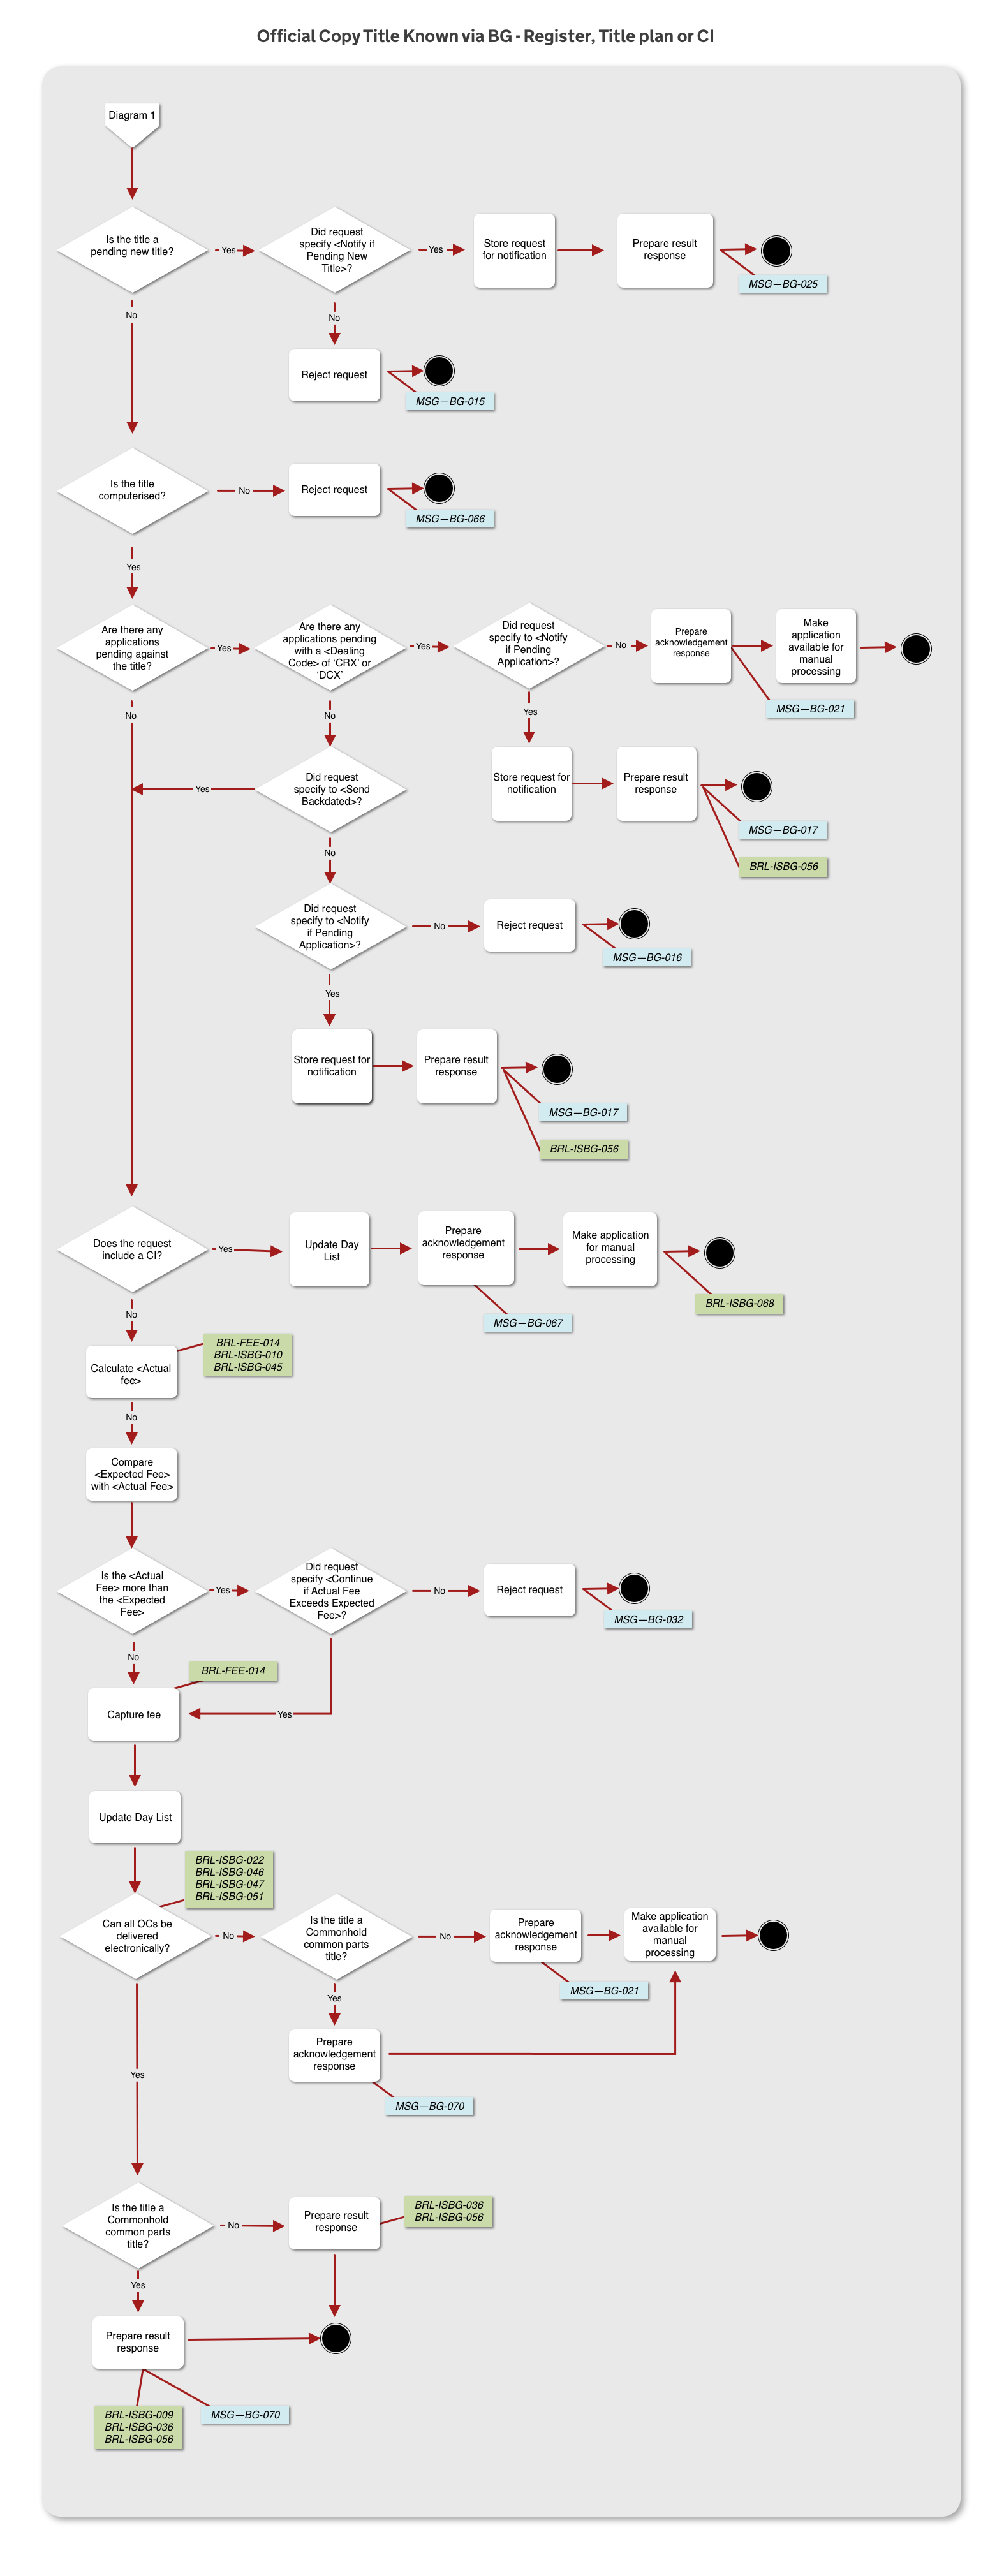 Official Copy Title Known via BG - Register, Title plan or CI
Diagram 1
Is the title a
pending new title?
Yes
Did request
specify <Notify if
Pending New
Title>?
Yes
Store request
for notification
Prepare result
response
MSG—BG-025
No
No
Reject request
MSG—BG-015
Is the title
computerised?
No
Reject request
MSG—BG-066
Yes
Are there any
applications
pending against
the title?
Yes
Are there any
applications pending
with a <Dealing
Code> of ‘CRX’ or
‘DCX’
Yes
Did request
specify to <Notify
if Pending
Application>?
No
Prepare
acknowledgement
response
Make
application
available for
manual
processing
MSG—BG-021
No
No
Yes
Did request
specify to <Send
Backdated>?
Yes
Store request for
notification
Prepare result
response
MSG—BG-017
BRL-ISBG-056
No
Did request
specify to <Notify
if Pending
Application>?
No
Reject request
MSG—BG-016
Yes
Store request for
notification
Prepare result
response
MSG—BG-017
BRL-ISBG-056
Does the request
include a CI?
Yes
Update Day
List
Prepare
acknowledgement
response
Make application
for manual
processing
MSG—BG-067
BRL-ISBG-068
No
Calculate <Actual
fee>
BRL-FEE-014
BRL-ISBG-010
BRL-ISBG-045
No
Compare
<Expected Fee>
with <Actual Fee>
Is the <Actual
Fee> more than
the <Expected
Fee>
Yes
Did request
specify <Continue
if Actual Fee
Exceeds Expected
Fee>?
No
Reject request
MSG—BG-032
No
BRL-FEE-014
Capture fee
Yes
Update Day List
BRL-ISBG-022
BRL-ISBG-046
BRL-ISBG-047
BRL-ISBG-051
Can all OCs be
delivered
electronically?
No
Is the title a
Commonhold
common parts
title?
No
Prepare
acknowledgement
response
Make application
available for
manual
processing
MSG—BG-021
Yes
Prepare
acknowledgement
response
MSG—BG-070
Yes
Is the title a
Commonhold
common parts
title?
No
Prepare result
response
BRL-ISBG-036
BRL-ISBG-056
Yes
Prepare result
response
BRL-ISBG-009
BRL-ISBG-036
BRL-ISBG-056
MSG—BG-070